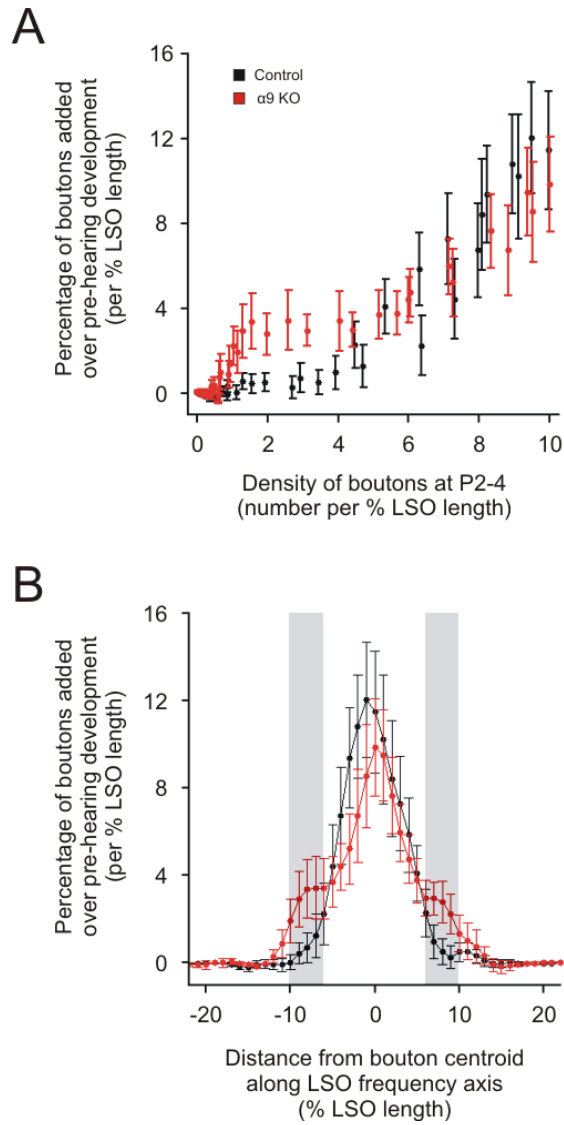 A
Percentage of boutons added
over pre-hearing development
(per % LSO length)
16
12
8
4
0
Control
α9 KO
0 2 4 6 8 10
Density of boutons at P2-4
(number per % LSO length)
B
Percentage of boutons added
over pre-hearing development
(per % LSO length)
16
12
8
4
0
-20 -10 0 10 20
Distance from bouton centroid
along LSO frequency axis
(% LSO length)